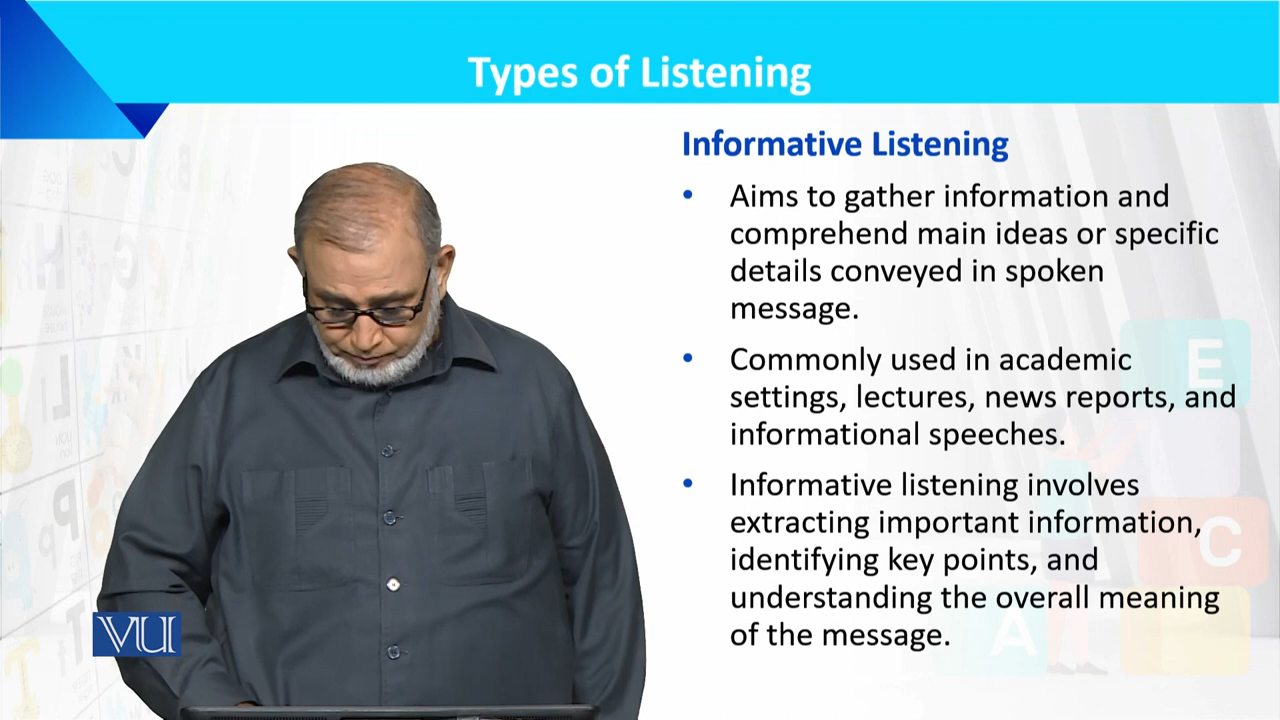 Types of Listening
Informative Listening
• Aims to gather information and
comprehend main ideas or specific
details conveyed in spoken
message.
• Commonly used in academic
settings, lectures, news reports, and
informational speeches.
• Informative listening involves
extracting important information,
identifying key points, and
understanding the overall meaning
of the message.
VU
E
C
A